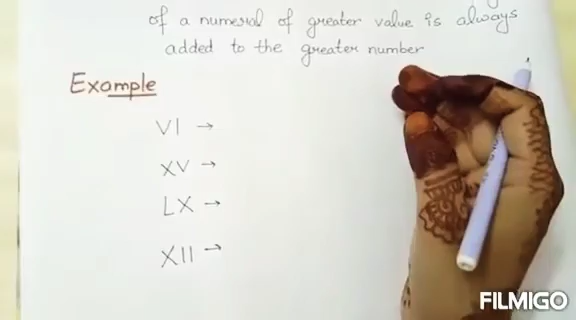 of a numeral of greater value is always
added to the greater number
Example
VI →
XV →
LX →
XII →
FILMIGO